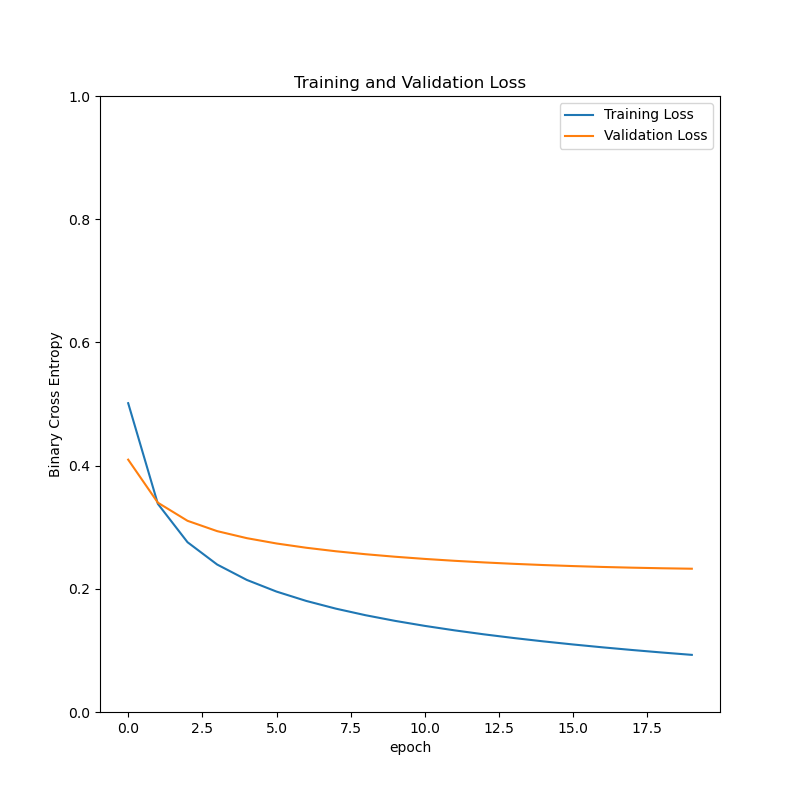 Training and Validation Loss
Training Loss
Validation Loss
1.0
0.8
0.6
0.4
0.2
0.0
Binary Cross Entropy
0.0 2.5 5.0 7.5 10.0 12.5 15.0 17.5
epoch